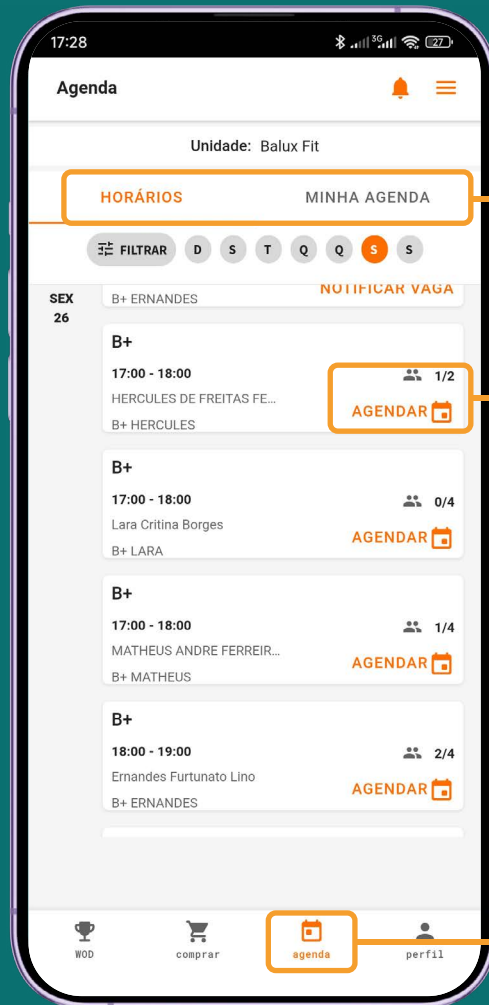 17:28
3G
27
Agenda
Unidade: Balux Fit
HORÁRIOS MINHA AGENDA
FILTRAR D S T Q Q S S
SEX
26
B+ ERNANDES
NOTIFICAR VAGA
B+
17:00 - 18:00 1/2
HERCULES DE FREITAS FE...
AGENDAR
B+ HERCULES
B+
17:00 - 18:00 0/4
Lara Critina Borges
AGENDAR
B+ LARA
B+
17:00 - 18:00 1/4
MATHEUS ANDRE FERREIR...
AGENDAR
B+ MATHEUS
B+
18:00 - 19:00 2/4
Ernandes Furtunato Lino
AGENDAR
B+ ERNANDES
WOD comprar agenda perfil